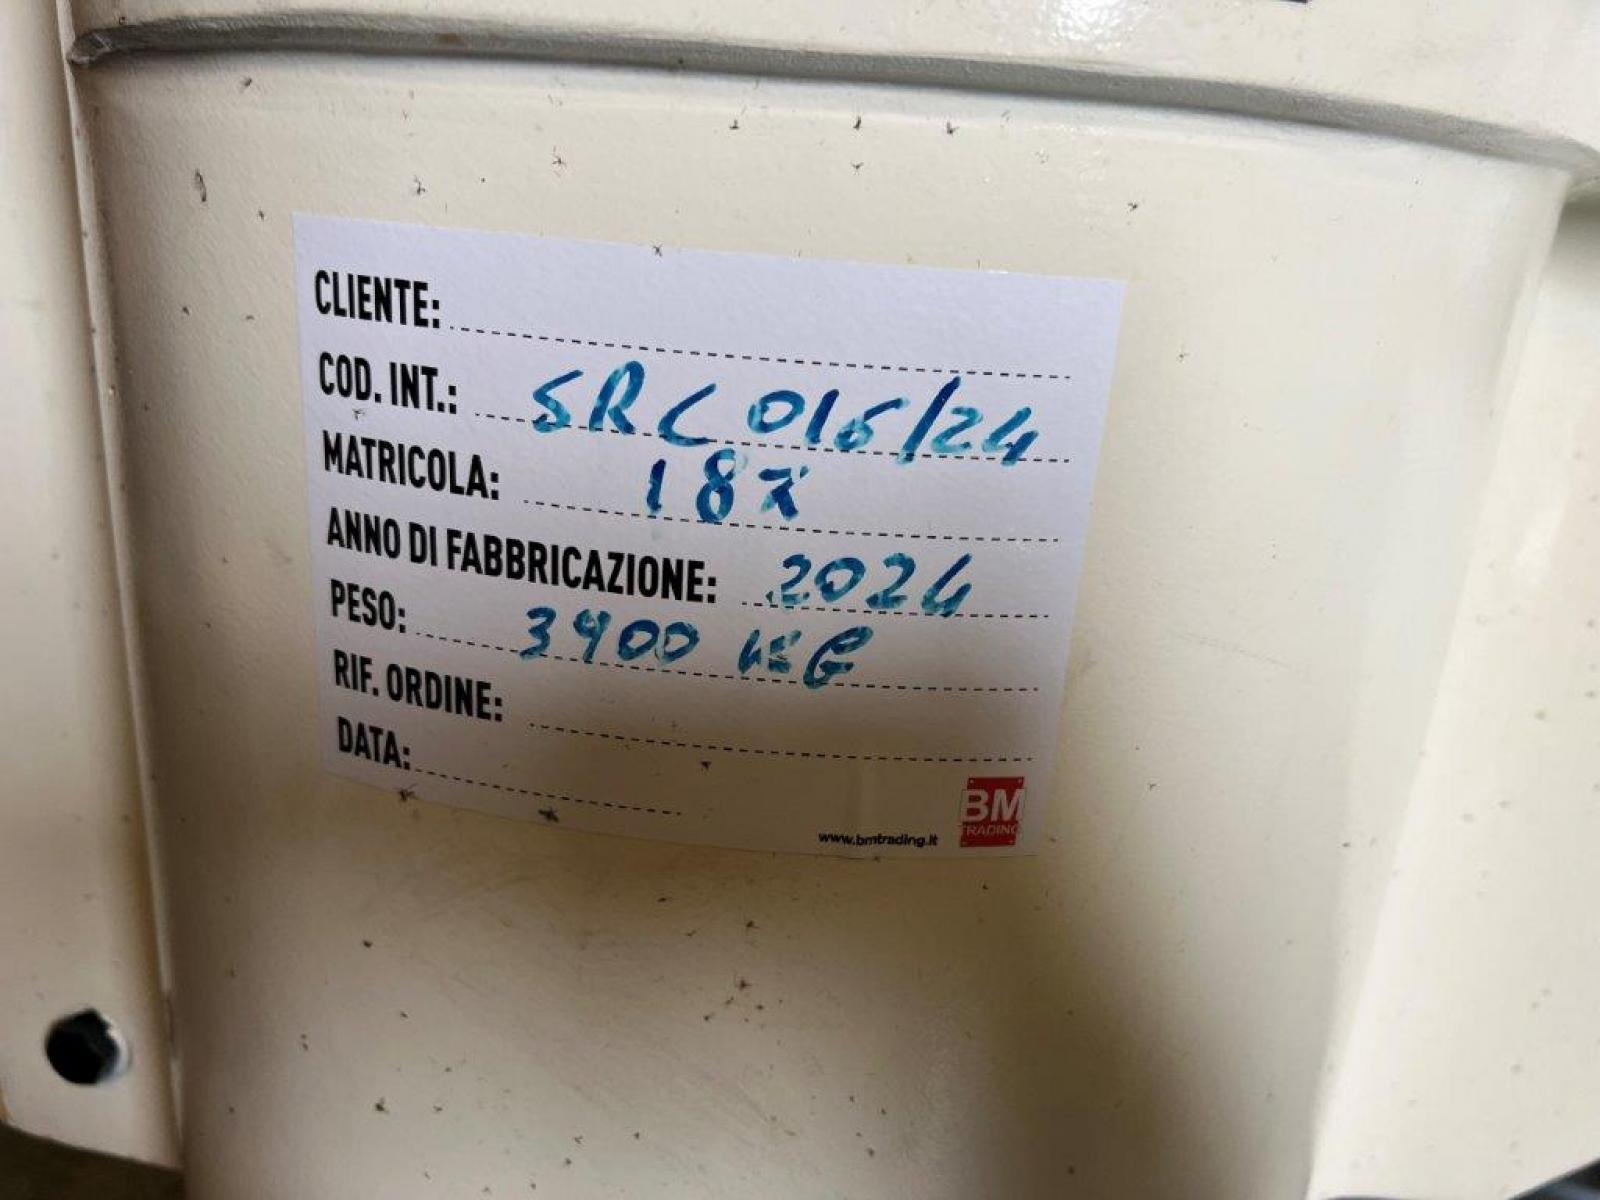 CLIENTE:
COD. INT.: SRC 016/24
MATRICOLA: 187
ANNO DI FABBRICAZIONE: 2024
PESO: 3400 KG
RIF. ORDINE:
DATA:
www.bmtrading.it
BM
TRADING